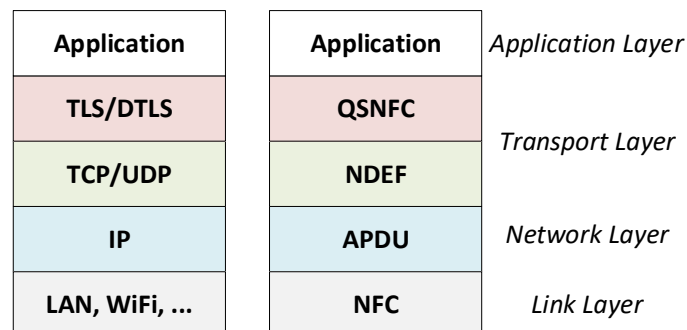 Application Application Application Layer
TLS/DTLS QSNFC
Transport Layer
TCP/UDP NDEF
IP APDU Network Layer
LAN, WiFi, ... NFC Link Layer